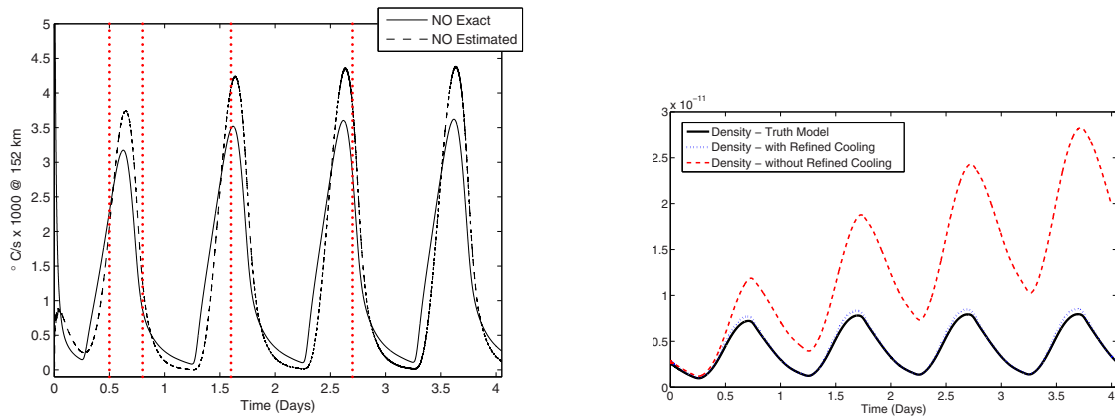 NO Exact
NO Estimated
5
4.5
4
3.5
3
2.5
2
1.5
1
0.5
0
° C/s x 1000 @ 152 km
0 0.5 1 1.5 2 2.5 3 3.5 4
Time (Days)
x 10⁻¹¹
Density – Truth Model
Density – with Refined Cooling
Density – without Refined Cooling
3
2.5
2
1.5
1
0.5
0
0 0.5 1 1.5 2 2.5 3 3.5 4
Time (Days)